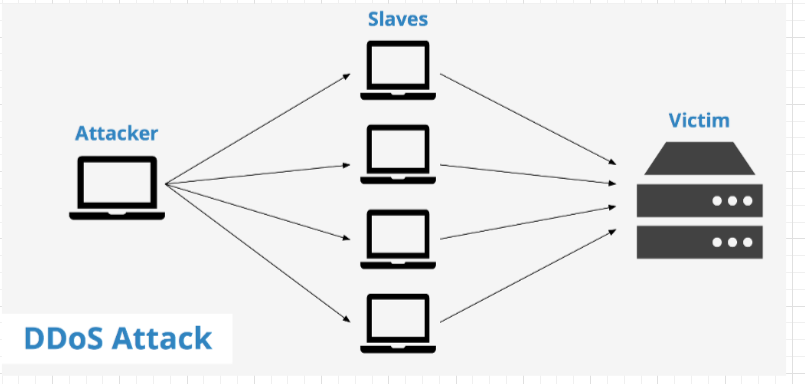 Slaves
Attacker
Victim
DDoS Attack